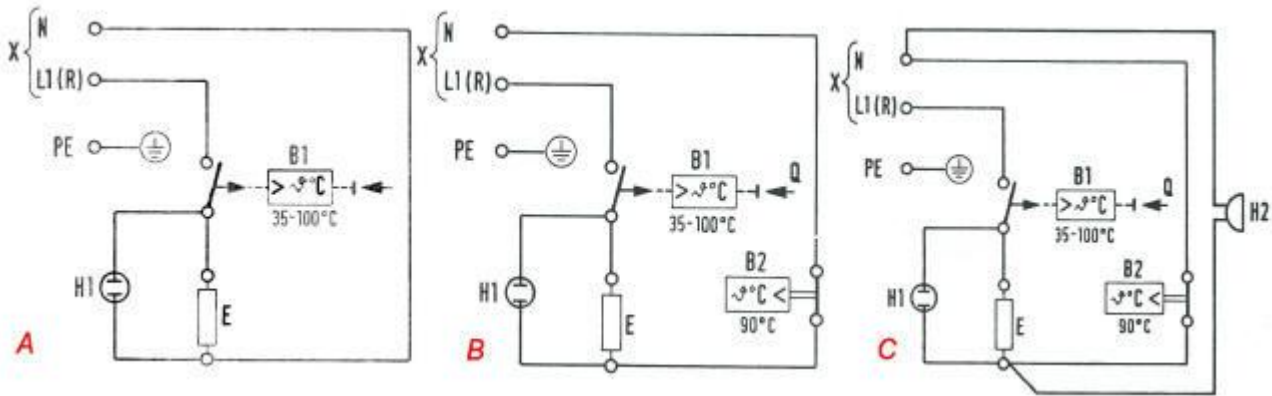 N
X
L1(R)
PE
B1
> ϑ°C
35-100°C
H1
E
A
N
X
L1(R)
PE
B1
Q
> ϑ°C
35-100°C
B2
ϑ°C <
90°C
H1
E
B
N
X
L1(R)
PE
B1
Q
> ϑ°C
35-100°C
H2
B2
ϑ°C <
90°C
H1
E
C